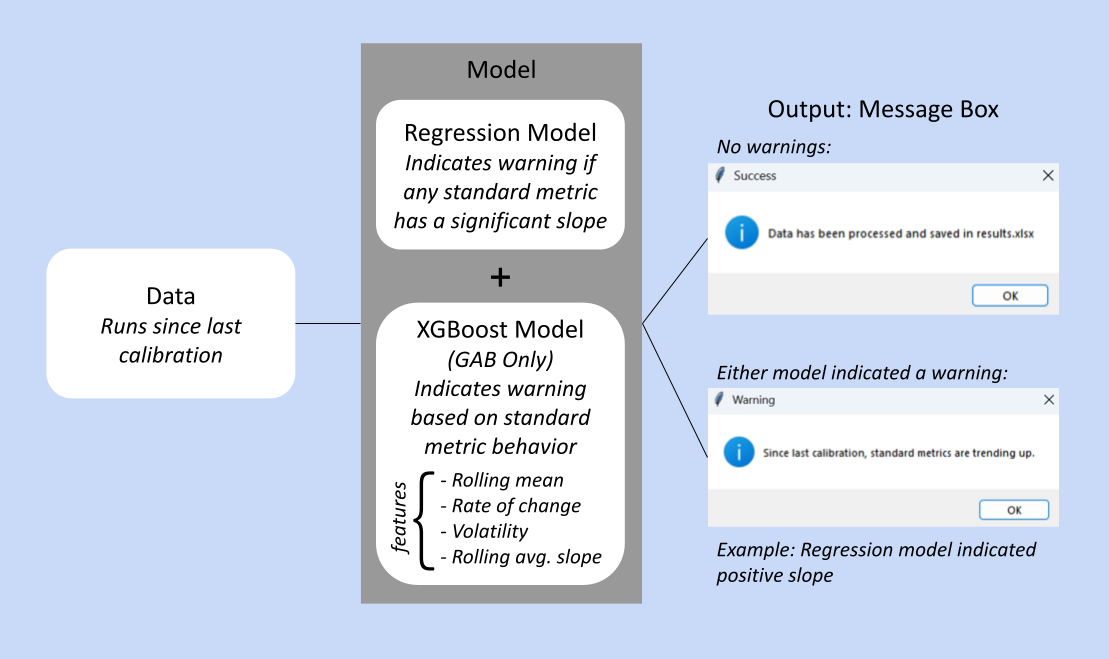 Model
Regression Model
Indicates warning if
any standard metric
has a significant slope
+
XGBoost Model
(GAB Only)
Indicates warning
based on standard
metric behavior
features
- Rolling mean
- Rate of change
- Volatility
- Rolling avg. slope
Data
Runs since last
calibration
Output: Message Box
No warnings:
Success
Data has been processed and saved in results.xlsx
OK
Either model indicated a warning:
Warning
Since last calibration, standard metrics are trending up.
OK
Example: Regression model indicated
positive slope